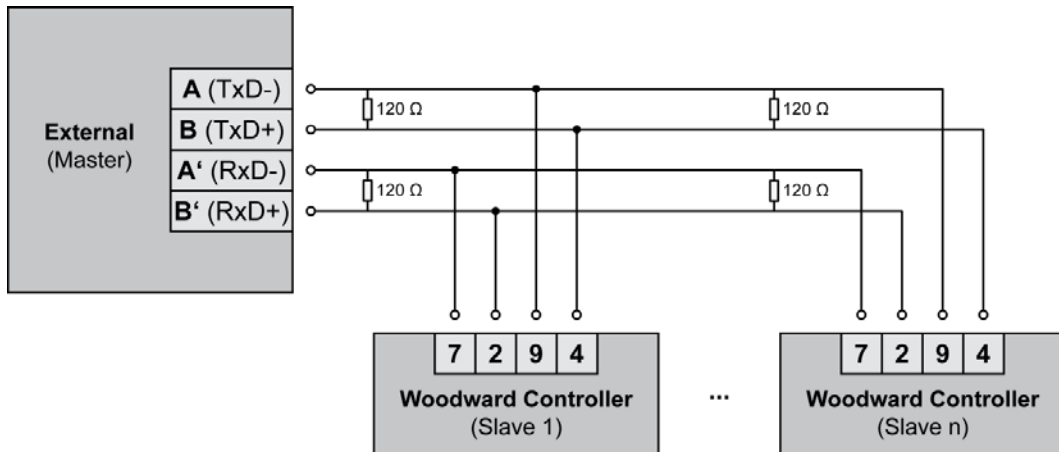 A (TxD-)
B (TxD+)
External
(Master)
A‘ (RxD-)
B‘ (RxD+)
120 Ω
120 Ω
120 Ω
120 Ω
7 2 9 4
Woodward Controller
(Slave 1)
...
7 2 9 4
Woodward Controller
(Slave n)